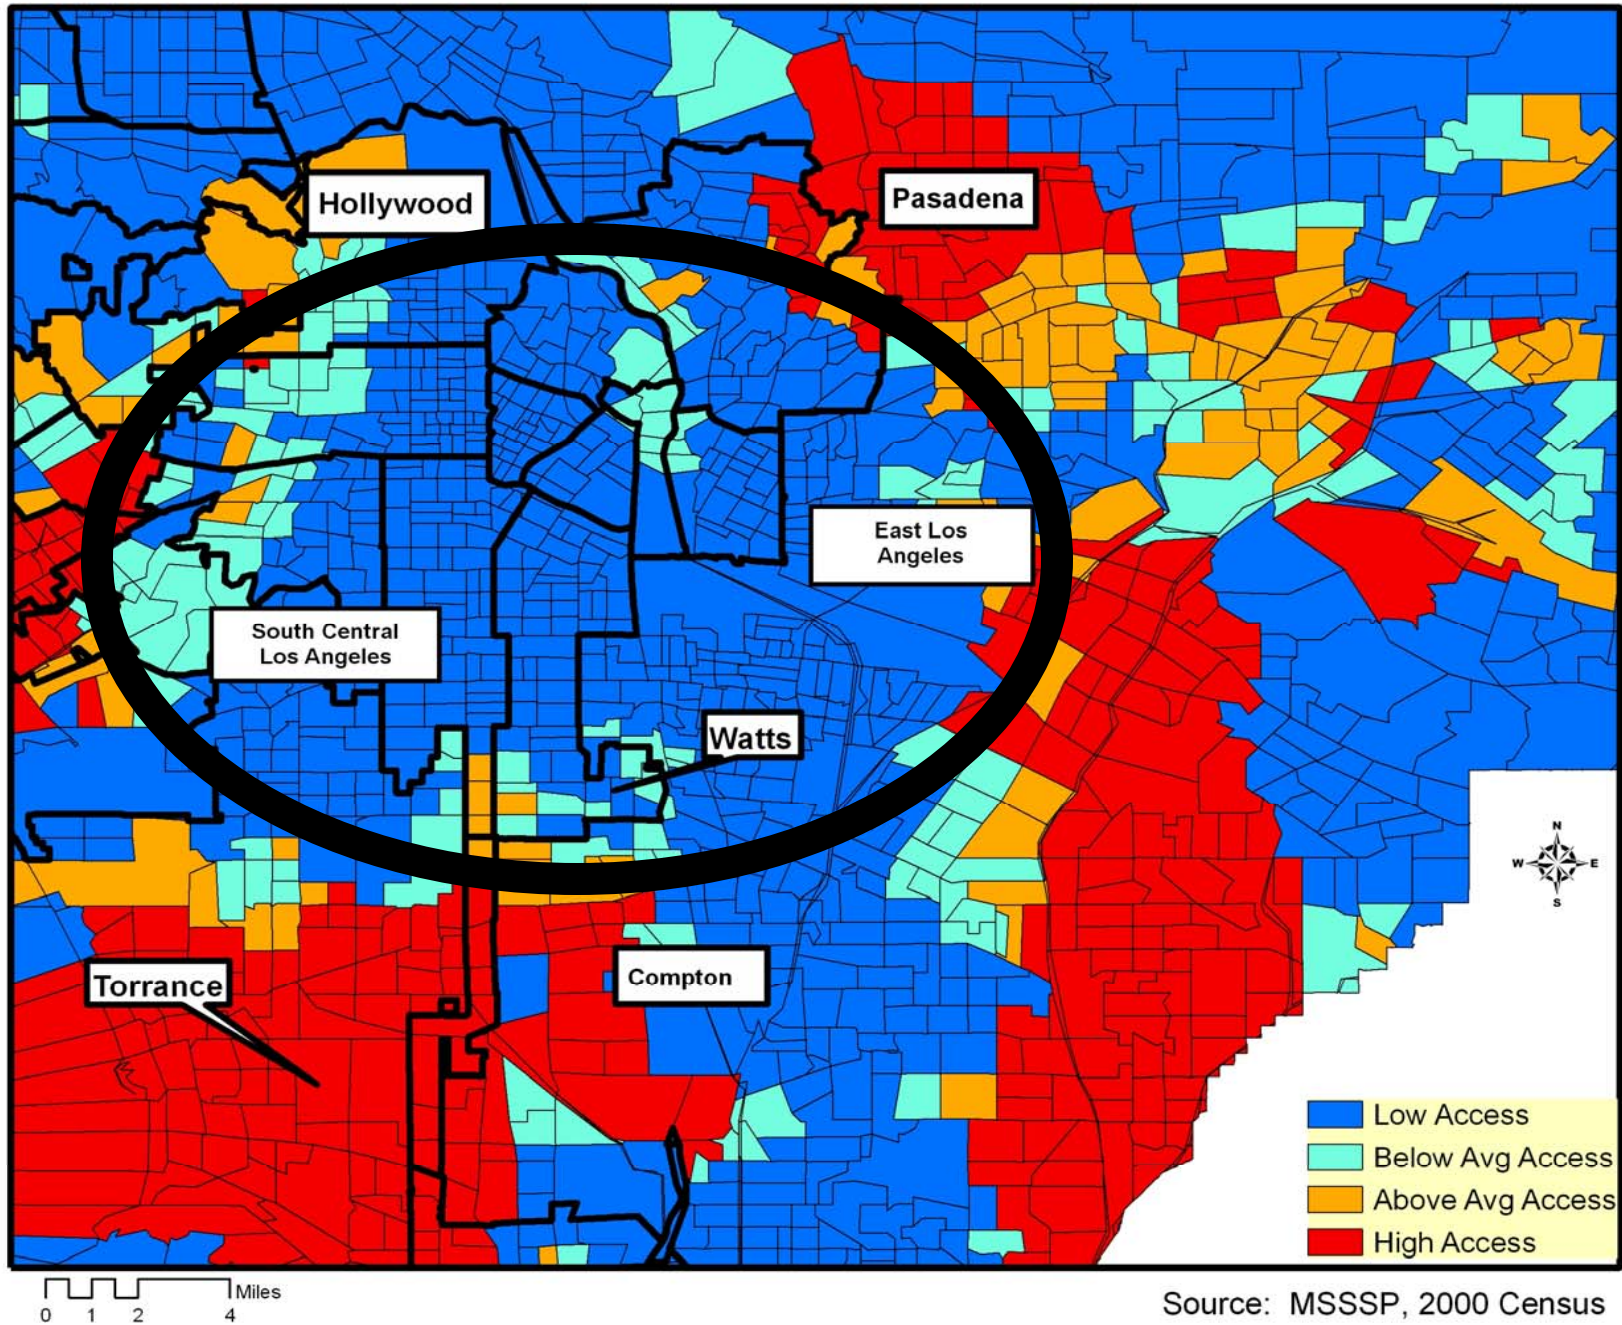 Hollywood
Pasadena
East Los
Angeles
South Central
Los Angeles
Watts
Torrance
Compton
N
W E
S
Low Access
Below Avg Access
Above Avg Access
High Access
Miles
0 1 2 4
Source: MSSSP, 2000 Census